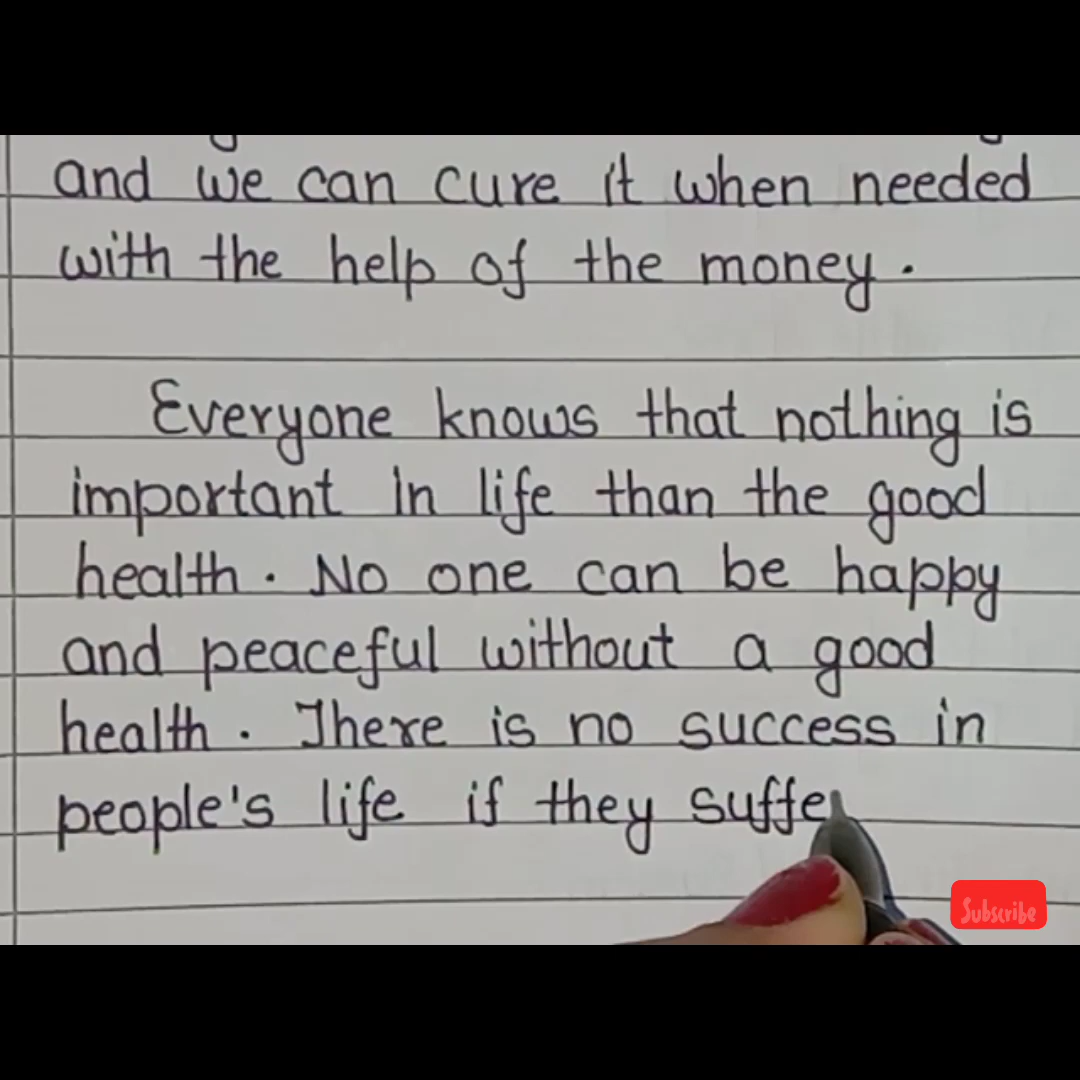 and we can cure it when needed
with the help of the money.
Everyone knows that nothing is
important in life than the good
health. No one can be happy
and peaceful without a good
health. There is no success in
people's life if they suffe
Subscribe